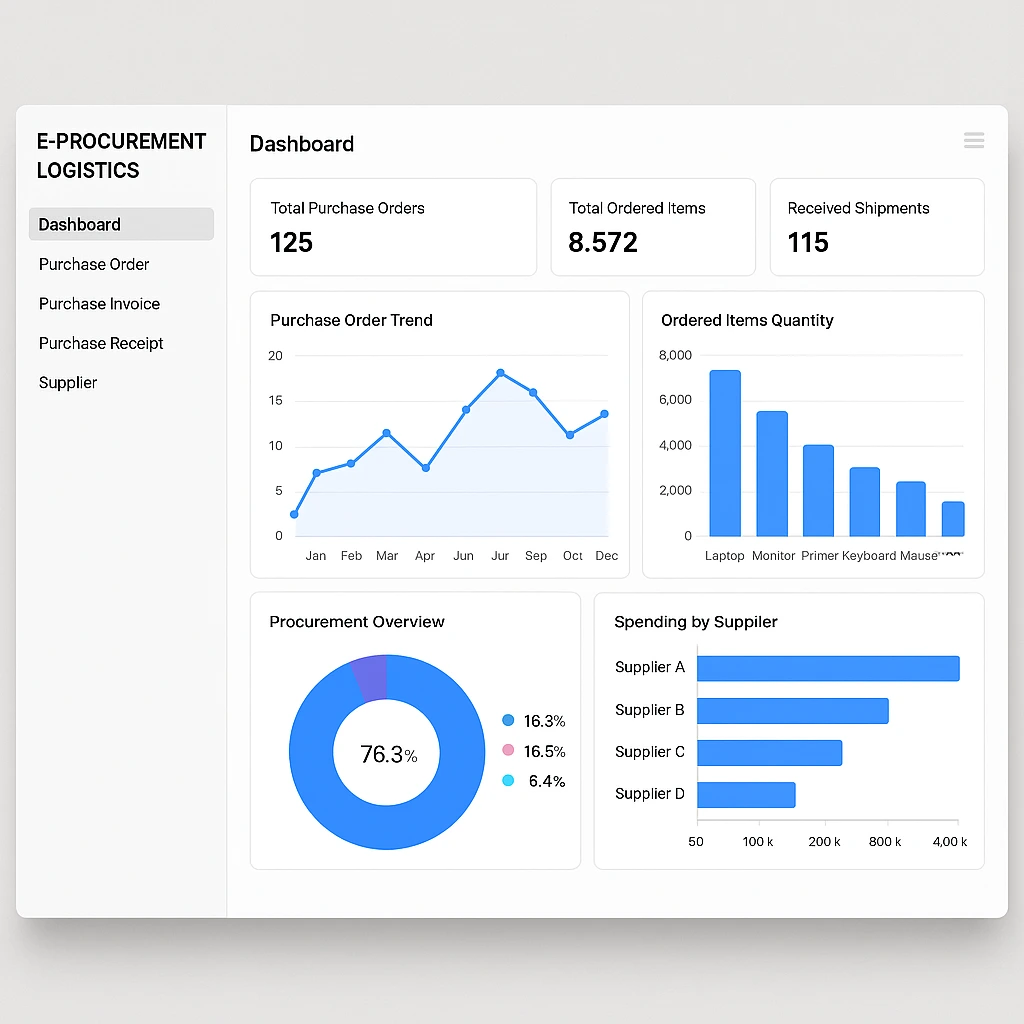 E-PROCUREMENT
LOGISTICS
Dashboard
Purchase Order
Purchase Invoice
Purchase Receipt
Supplier
Dashboard
Total Purchase Orders
125
Total Ordered Items
8.572
Received Shipments
115
Purchase Order Trend
20
15
10
5
0
Jan Feb Mar Apr Jun Jur Sep Oct Dec
Ordered Items Quantity
8,000
6,000
4,000
2,000
0
Laptop Monitor Primer Keyboard Mause
Procurement Overview
76.3%
16.3%
16.5%
6.4%
Spending by Suppiler
Supplier A
Supplier B
Supplier C
Supplier D
50 100 k 200 k 800 k 4,00 k